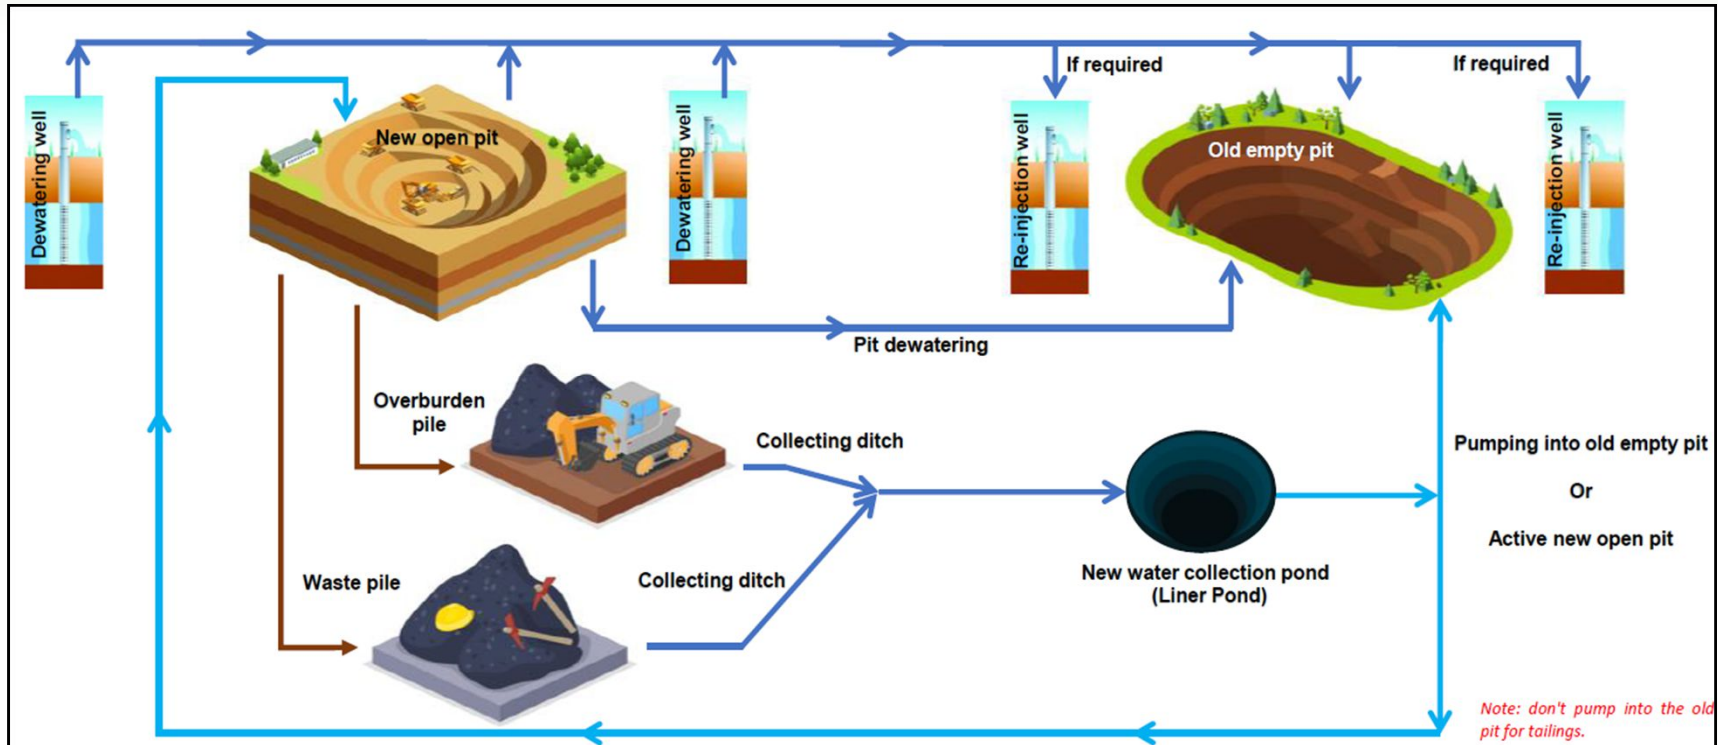 If required
If required
Dewatering well
New open pit
Dewatering well
Re-injection well
Old empty pit
Re-injection well
Pit dewatering
Overburden
pile
Collecting ditch
Pumping into old empty pit
Or
Active new open pit
Waste pile
Collecting ditch
New water collection pond
(Liner Pond)
Note: don't pump into the old
pit for tailings.